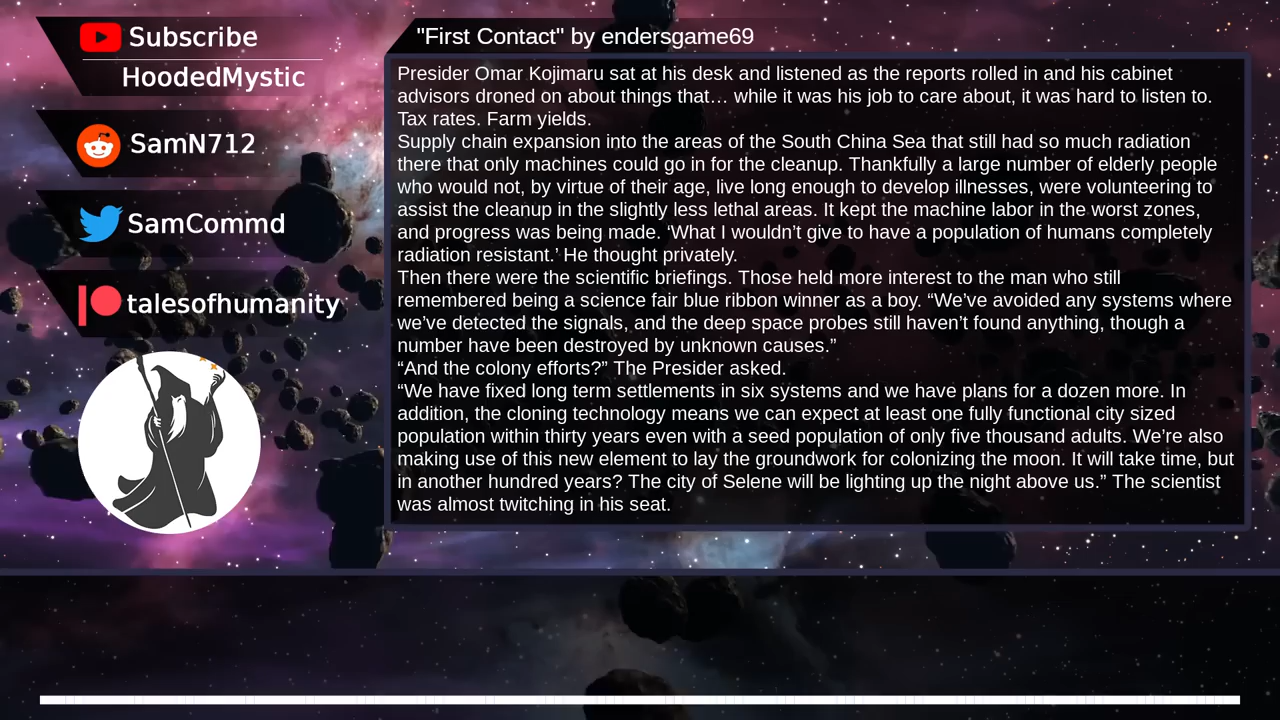 Subscribe
HoodedMystic
SamN712
SamCommd
talesofhumanity
"First Contact" by endersgame69
Presider Omar Kojimaru sat at his desk and listened as the reports rolled in and his cabinet
advisors droned on about things that… while it was his job to care about, it was hard to listen to.
Tax rates. Farm yields.
Supply chain expansion into the areas of the South China Sea that still had so much radiation
there that only machines could go in for the cleanup. Thankfully a large number of elderly people
who would not, by virtue of their age, live long enough to develop illnesses, were volunteering to
assist the cleanup in the slightly less lethal areas. It kept the machine labor in the worst zones,
and progress was being made. ‘What I wouldn’t give to have a population of humans completely
radiation resistant.’ He thought privately.
Then there were the scientific briefings. Those held more interest to the man who still
remembered being a science fair blue ribbon winner as a boy. “We’ve avoided any systems where
we’ve detected the signals, and the deep space probes still haven’t found anything, though a
number have been destroyed by unknown causes.”
“And the colony efforts?” The Presider asked.
“We have fixed long term settlements in six systems and we have plans for a dozen more. In
addition, the cloning technology means we can expect at least one fully functional city sized
population within thirty years even with a seed population of only five thousand adults. We’re also
making use of this new element to lay the groundwork for colonizing the moon. It will take time, but
in another hundred years? The city of Selene will be lighting up the night above us.” The scientist
was almost twitching in his seat.